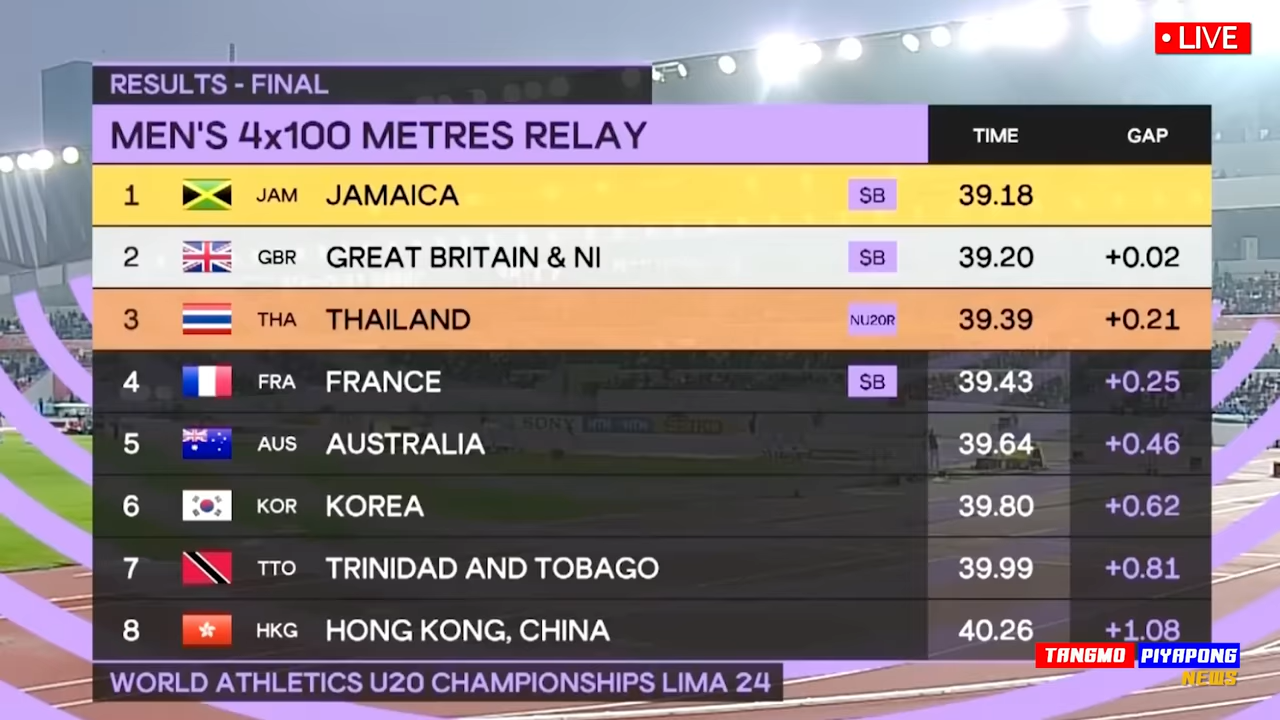 • LIVE
RESULTS - FINAL
MEN'S 4x100 METRES RELAY TIME GAP
1 JAM JAMAICA $B 39.18
2 GBR GREAT BRITAIN & NI $B 39.20 +0.02
3 THA THAILAND NU20R 39.39 +0.21
4 FRA FRANCE $B 39.43 +0.25
SONY
5 AUS AUSTRALIA 39.64 +0.46
6 KOR KOREA 39.80 +0.62
7 TTO TRINIDAD AND TOBAGO 39.99 +0.81
8 HKG HONG KONG, CHINA 40.26 +1.08
TANGMO PIYAPONG
NEWS
WORLD ATHLETICS U20 CHAMPIONSHIPS LIMA 24